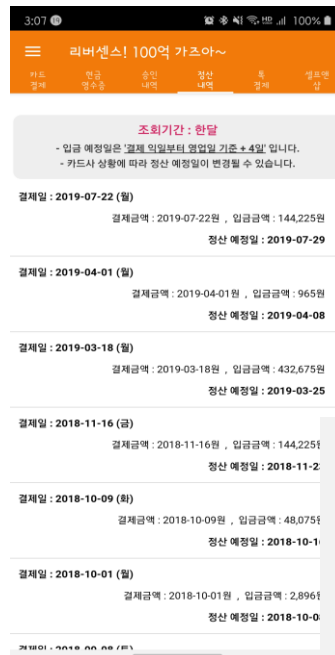 3:07 100%
리버센스! 100억 가즈아~
카드 현금 승인 정산 톡 셀프앤
결제 영수증 내역 내역 결제 샵
조회기간 : 한달
- 입금 예정일은 '결제 익일부터 영업일 기준 + 4일' 입니다.
- 카드사 상황에 따라 정산 예정일이 변경될 수 있습니다.
결제일 : 2019-07-22 (월)
결제금액 : 2019-07-22원 , 입금금액 : 144,225원
정산 예정일 : 2019-07-29
결제일 : 2019-04-01 (월)
결제금액 : 2019-04-01원 , 입금금액 : 965원
정산 예정일 : 2019-04-08
결제일 : 2019-03-18 (월)
결제금액 : 2019-03-18원 , 입금금액 : 432,675원
정산 예정일 : 2019-03-25
결제일 : 2018-11-16 (금)
결제금액 : 2018-11-16원 , 입금금액 : 144,225
정산 예정일 : 2018-11-2
결제일 : 2018-10-09 (화)
결제금액 : 2018-10-09원 , 입금금액 : 48,075
정산 예정일 : 2018-10-1
결제일 : 2018-10-01 (월)
결제금액 : 2018-10-01원 , 입금금액 : 2,896
정산 예정일 : 2018-10-0